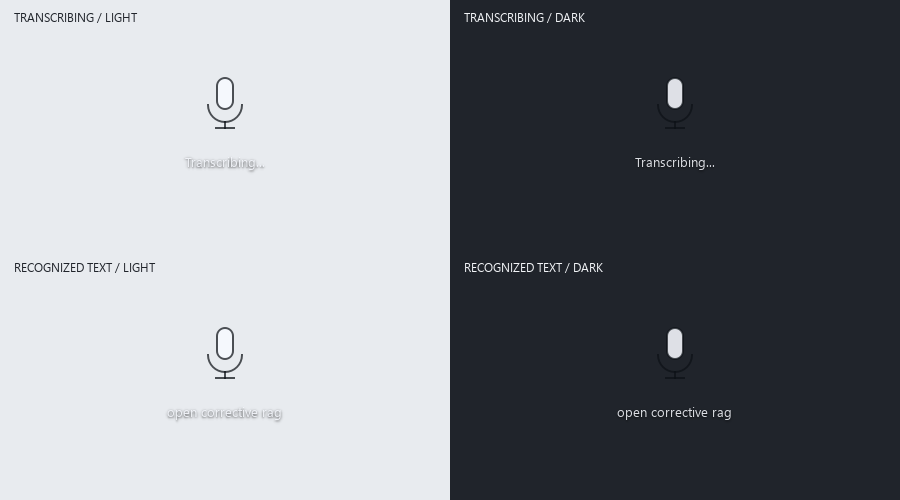 TRANSCRIBING / LIGHT
TRANSCRIBING / DARK
Transcribing...
Transcribing...
RECOGNIZED TEXT / LIGHT
RECOGNIZED TEXT / DARK
open corrective rag
open corrective rag